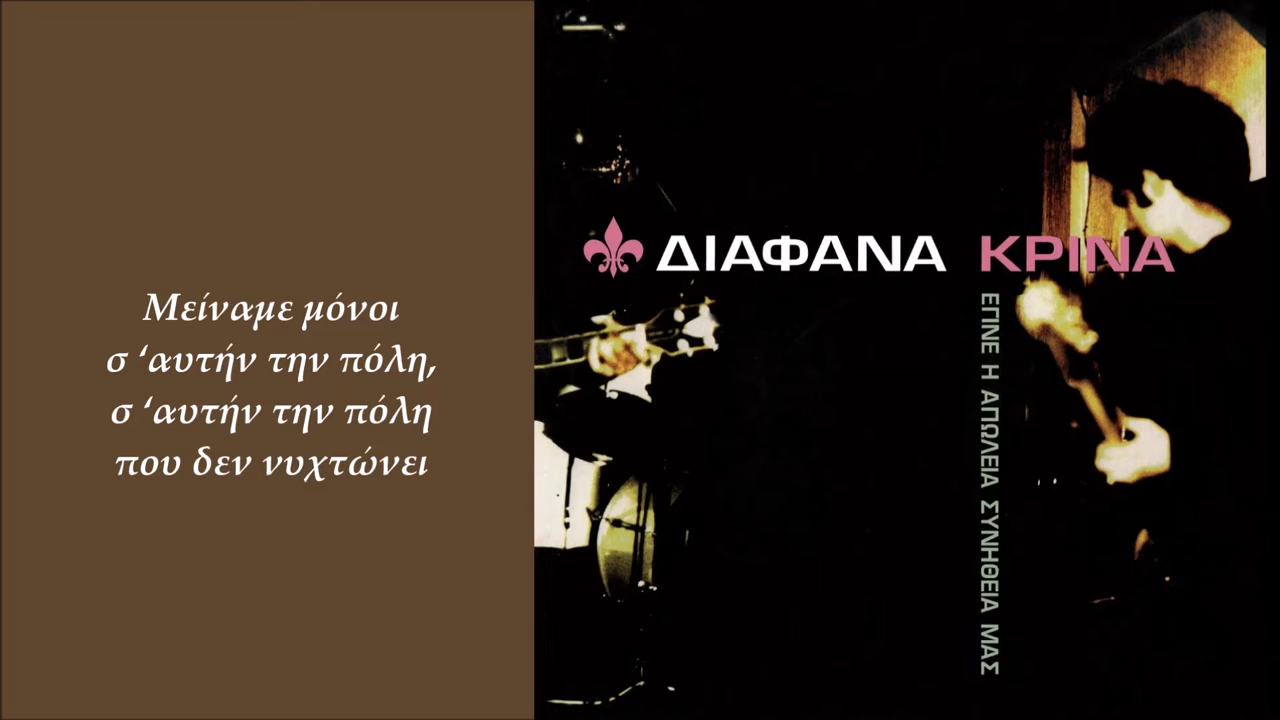 Μείναμε μόνοι
σ ‘αυτήν την πόλη,
σ ‘αυτήν την πόλη
που δεν νυχτώνει
ΔΙΑΦΑΝΑ ΚΡΙΝΑ
ΕΓΙΝΕ Η ΑΠΩΛΕΙΑ ΣΥΝΗΘΕΙΑ ΜΑΣ